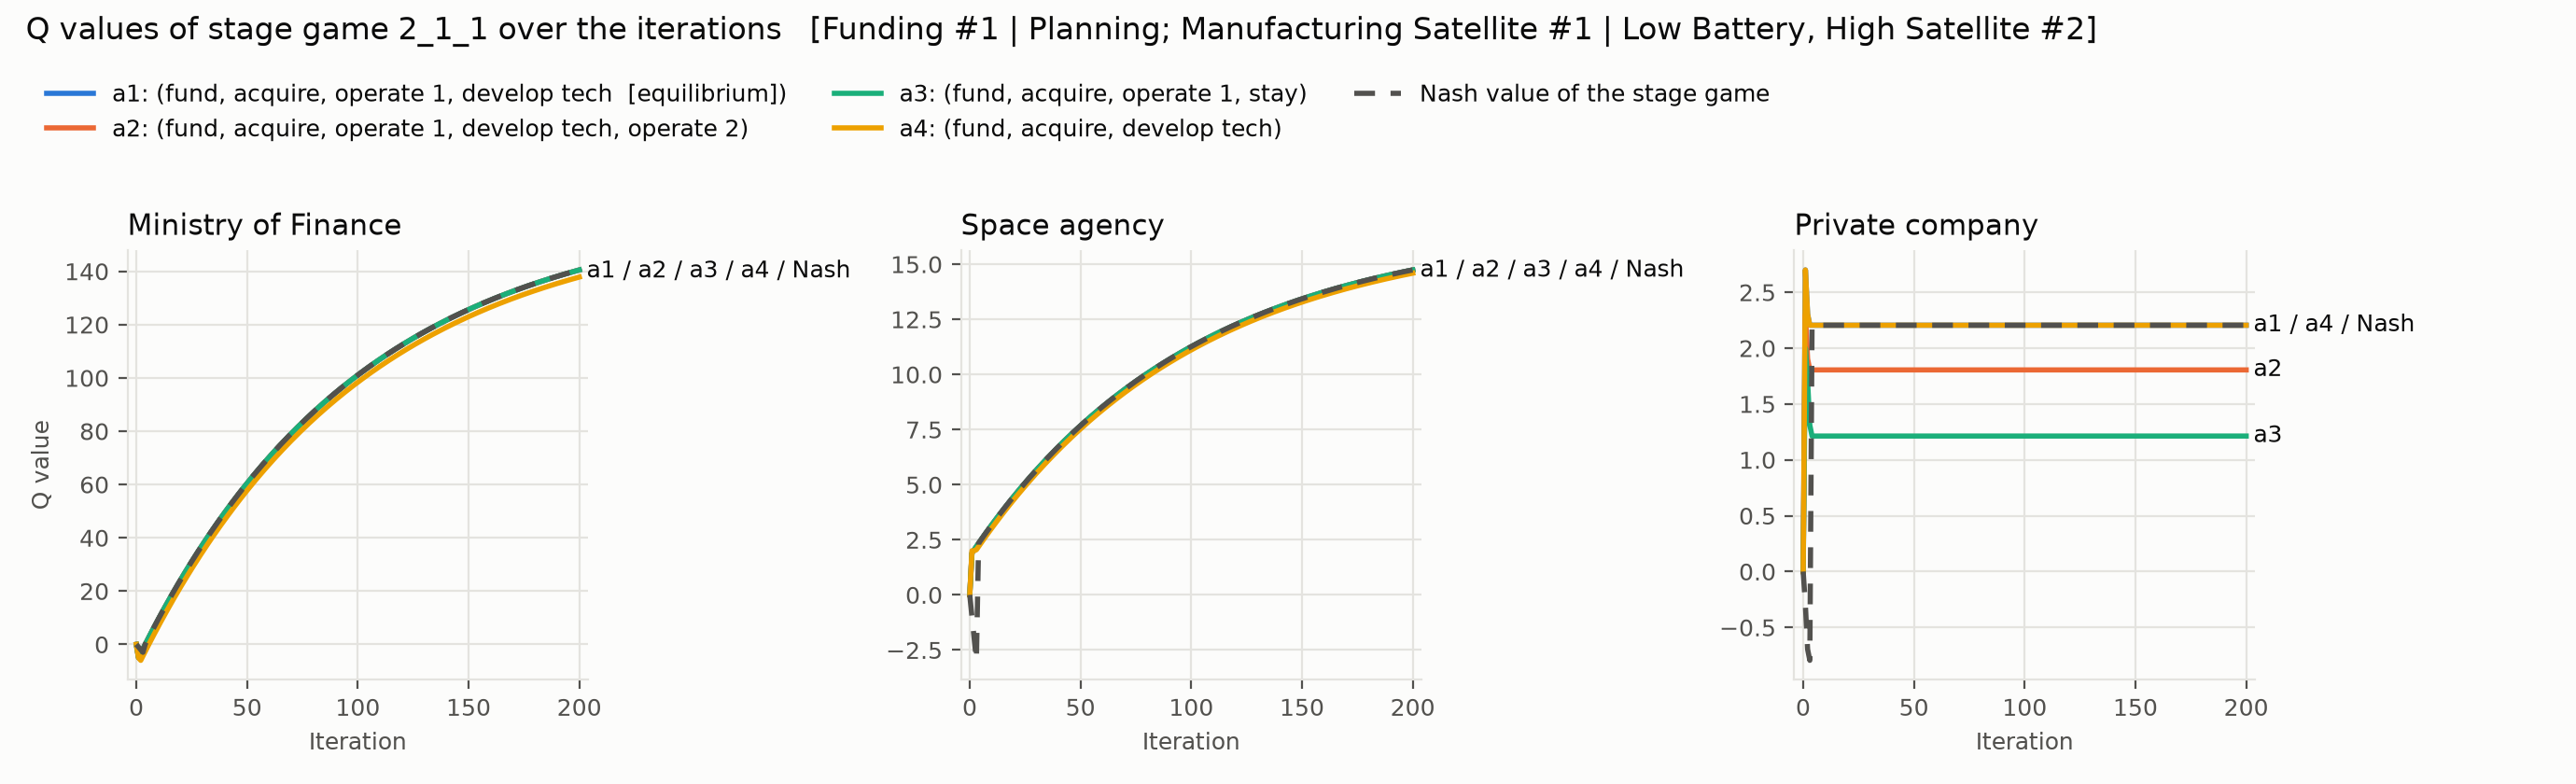 Q values of stage game 2_1_1 over the iterations   [Funding #1 | Planning; Manufacturing Satellite #1 | Low Battery, High Satellite #2]
a1: (fund, acquire, operate 1, develop tech  [equilibrium])
a2: (fund, acquire, operate 1, develop tech, operate 2)
a3: (fund, acquire, operate 1, stay)
a4: (fund, acquire, develop tech)
Nash value of the stage game
Ministry of Finance
Q value
140
120
100
80
60
40
20
0
0 50 100 150 200
Iteration
a1 / a2 / a3 / a4 / Nash
Space agency
15.0
12.5
10.0
7.5
5.0
2.5
0.0
−2.5
0 50 100 150 200
Iteration
a1 / a2 / a3 / a4 / Nash
Private company
2.5
2.0
1.5
1.0
0.5
0.0
−0.5
0 50 100 150 200
Iteration
a1 / a4 / Nash
a2
a3